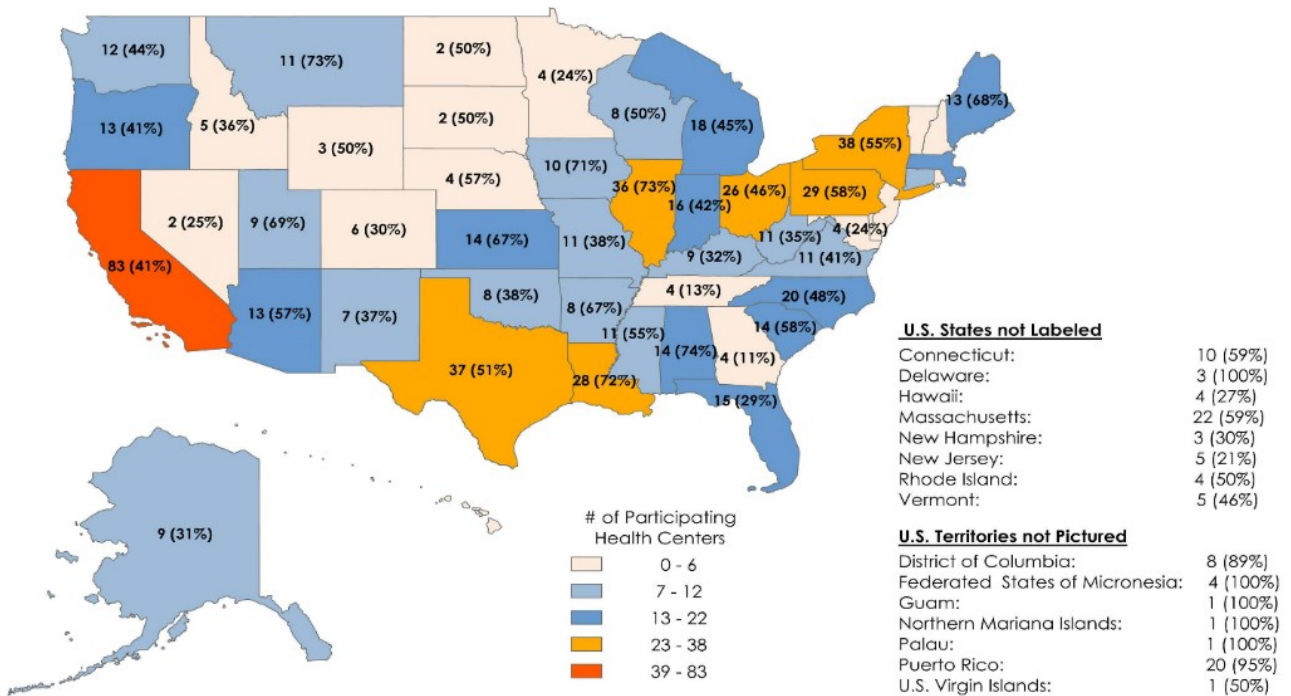 12 (44%)
11 (73%)
2 (50%)
4 (24%)
13 (68%)
13 (41%)
5 (36%)
2 (50%)
8 (50%)
18 (45%)
38 (55%)
3 (50%)
10 (71%)
29 (58%)
4 (57%)
36 (73%)
26 (46%)
16 (42%)
2 (25%)
9 (69%)
6 (30%)
14 (67%)
11 (38%)
11 (35%)
4 (24%)
9 (32%)
11 (41%)
83 (41%)
13 (57%)
7 (37%)
8 (38%)
8 (67%)
4 (13%)
20 (48%)
11 (55%)
14 (74%)
4 (11%)
14 (58%)
37 (51%)
28 (72%)
15 (29%)
9 (31%)
# of Participating
Health Centers
0 - 6
7 - 12
13 - 22
23 - 38
39 - 83
U.S. States not Labeled
Connecticut: 10 (59%)
Delaware: 3 (100%)
Hawaii: 4 (27%)
Massachusetts: 22 (59%)
New Hampshire: 3 (30%)
New Jersey: 5 (21%)
Rhode Island: 4 (50%)
Vermont: 5 (46%)
U.S. Territories not Pictured
District of Columbia: 8 (89%)
Federated States of Micronesia: 4 (100%)
Guam: 1 (100%)
Northern Mariana Islands: 1 (100%)
Palau: 1 (100%)
Puerto Rico: 20 (95%)
U.S. Virgin Islands: 1 (50%)